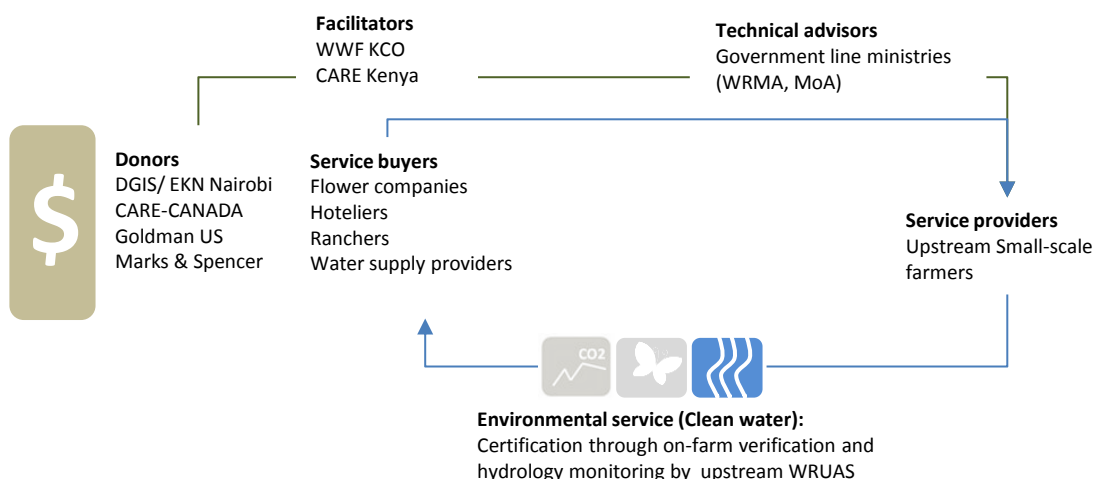 Facilitators
WWF KCO
CARE Kenya
Technical advisors
Government line ministries
(WRMA, MoA)
$
Donors
DGIS/ EKN Nairobi
CARE-CANADA
Goldman US
Marks & Spencer
Service buyers
Flower companies
Hoteliers
Ranchers
Water supply providers
Service providers
Upstream Small-scale
farmers
CO2
Environmental service (Clean water):
Certification through on-farm verification and
hydrology monitoring by upstream WRUAS